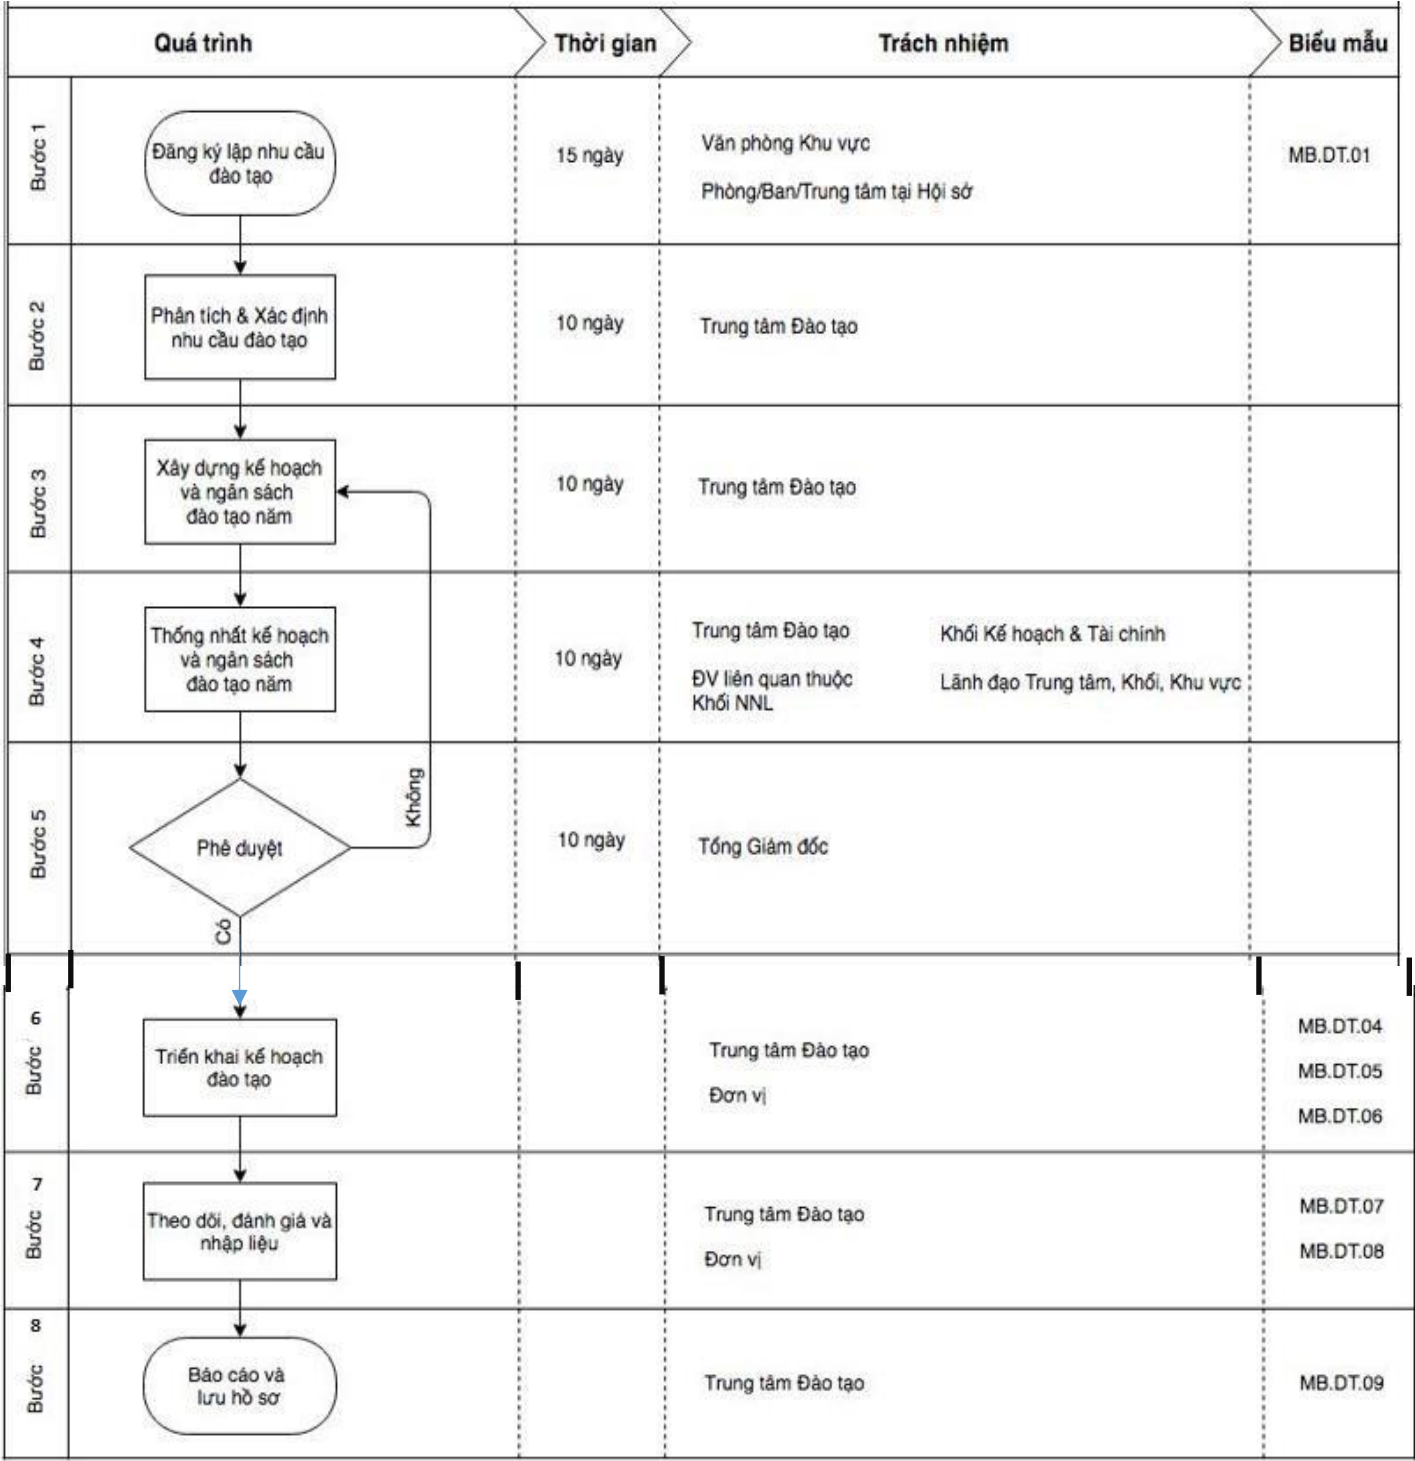 Quá trình
Thời gian
Trách nhiệm
Biểu mẫu
Bước 1
Đăng ký lập nhu cầu
đào tạo
15 ngày
Văn phòng Khu vực
Phòng/Ban/Trung tâm tại Hội sở
MB.DT.01
Bước 2
Phân tích & Xác định
nhu cầu đào tạo
10 ngày
Trung tâm Đào tạo
Bước 3
Xây dựng kế hoạch
và ngân sách
đào tạo năm
10 ngày
Trung tâm Đào tạo
Bước 4
Thống nhất kế hoạch
và ngân sách
đào tạo năm
10 ngày
Trung tâm Đào tạo
ĐV liên quan thuộc
Khối NNL
Khối Kế hoạch & Tài chính
Lãnh đạo Trung tâm, Khối, Khu vực
Bước 5
Phê duyệt
Không
Có
10 ngày
Tổng Giám đốc
Bước 6
Triển khai kế hoạch
đào tạo
Trung tâm Đào tạo
Đơn vị
MB.DT.04
MB.DT.05
MB.DT.06
Bước 7
Theo dõi, đánh giá và
nhập liệu
Trung tâm Đào tạo
Đơn vị
MB.DT.07
MB.DT.08
Bước 8
Báo cáo và
lưu hồ sơ
Trung tâm Đào tạo
MB.DT.09